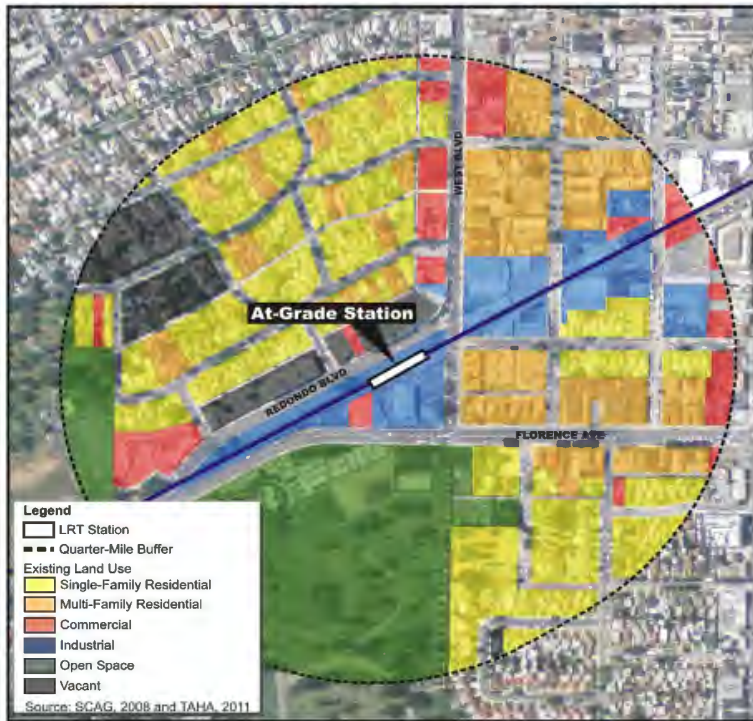 WEST BLVD
At-Grade Station
REDONDO BLVD
FLORENCE AVE
Legend
LRT Station
Quarter-Mile Buffer
Existing Land Use
Single-Family Residential
Multi-Family Residential
Commercial
Industrial
Open Space
Vacant
Source: SCAG, 2008 and TAHA, 2011